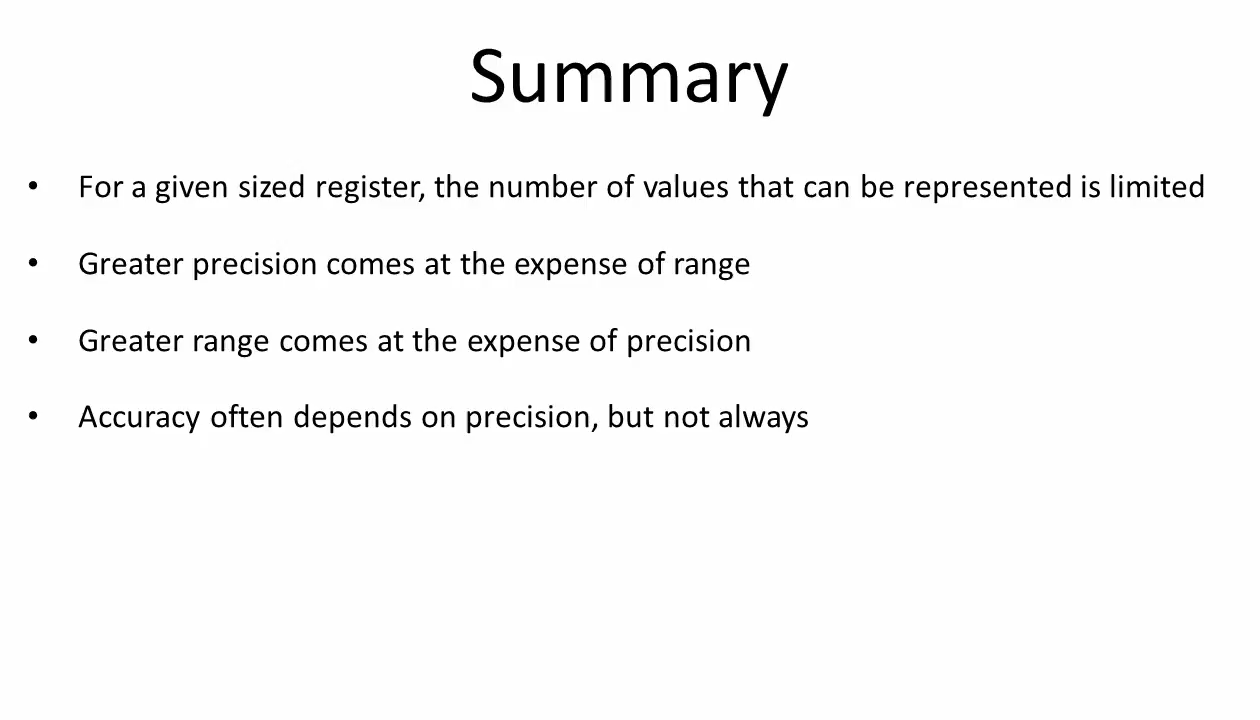 Summary
• For a given sized register, the number of values that can be represented is limited
• Greater precision comes at the expense of range
• Greater range comes at the expense of precision
• Accuracy often depends on precision, but not always